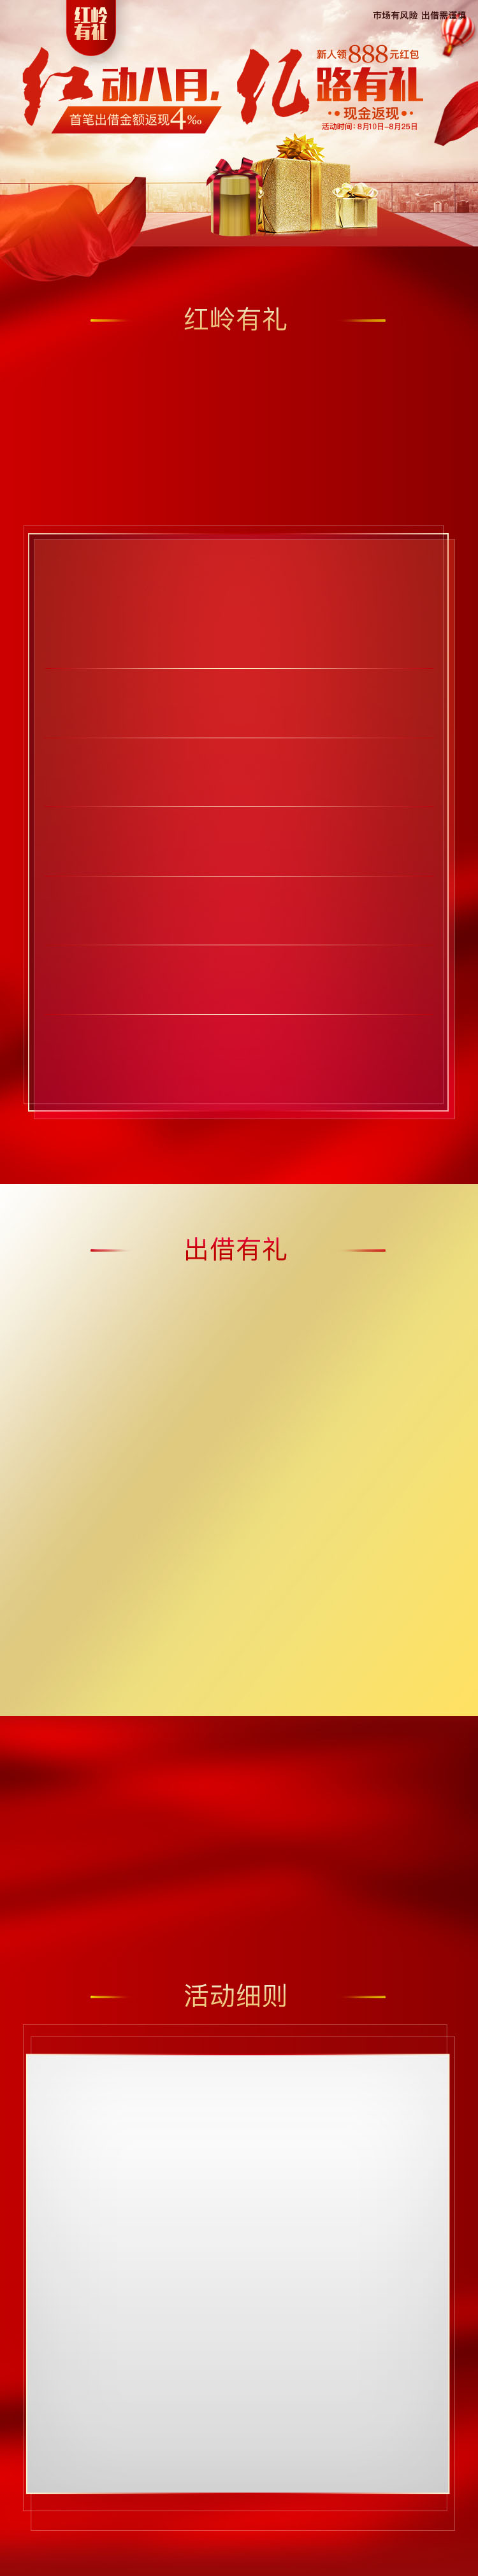 市场有风险 出借需谨慎
红岭
有礼
红动八月,亿路有礼
首笔出借金额返现4‰
新人领888元红包
现金返现
活动时间：8月10日-8月25日
红岭有礼
出借有礼
活动细则